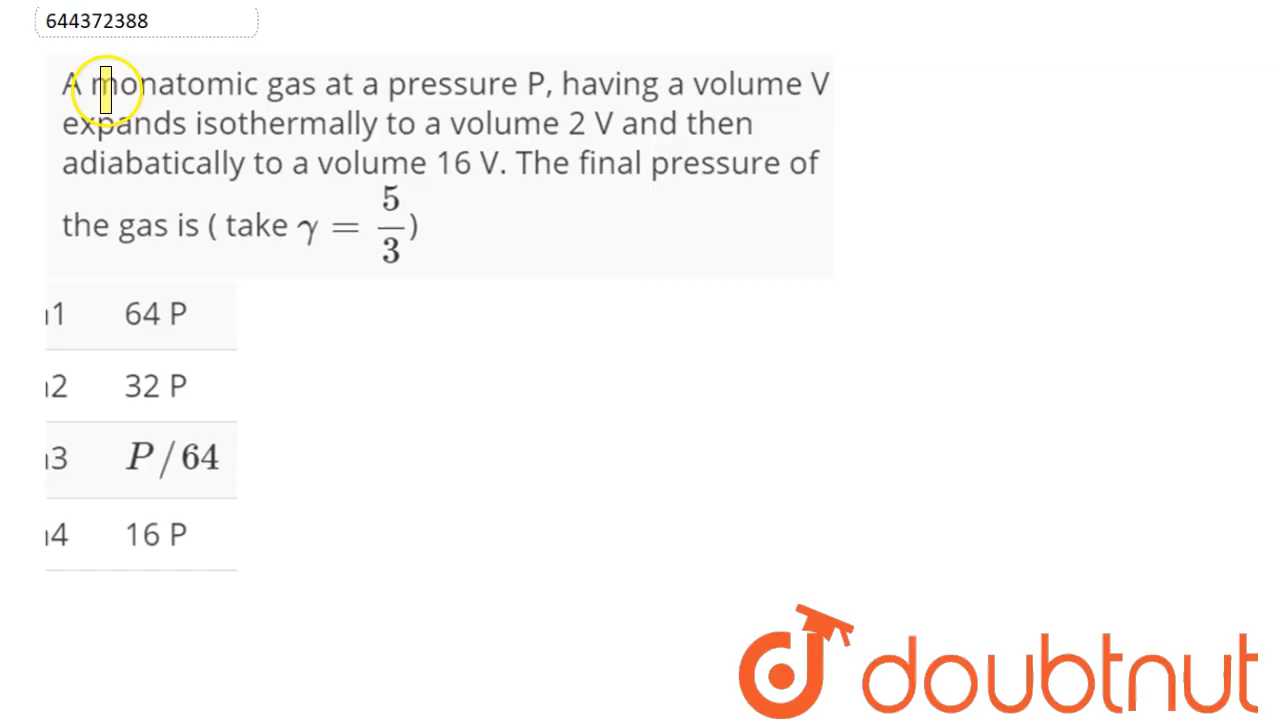 644372388
A monatomic gas at a pressure P, having a volume V
expands isothermally to a volume 2 V and then
adiabatically to a volume 16 V. The final pressure of
the gas is ( take γ = 5/3)
1 64 P
2 32 P
3 P/64
4 16 P
doubtnut